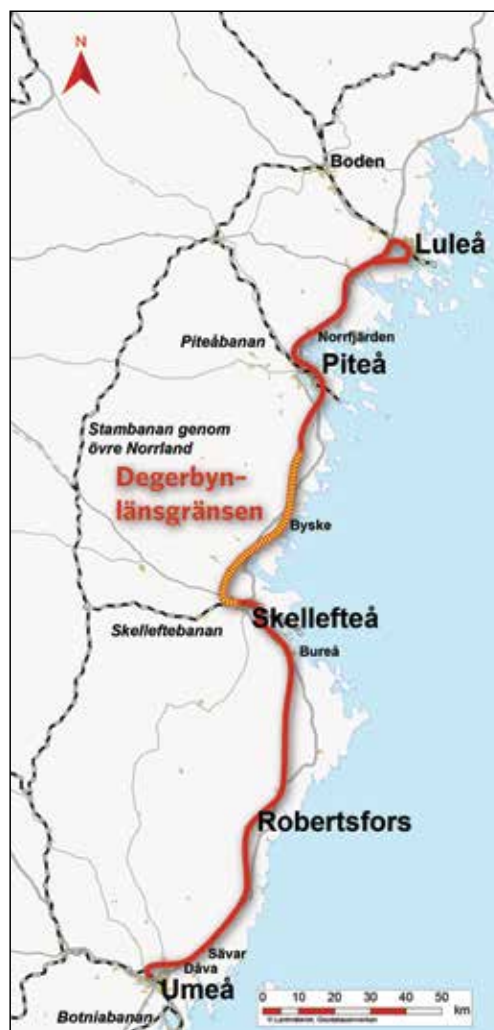 N
Boden
Luleå
Norrfjärden
Piteåbanan
Piteå
Stambanan genom
övre Norrland
Degerbyn-
länsgränsen
Byske
Skellefteå
Skelleftebanan
Bureå
Robertsfors
Sävar
Dåva
Umeå
Botniabanan
0 10 20 30 40 50
km